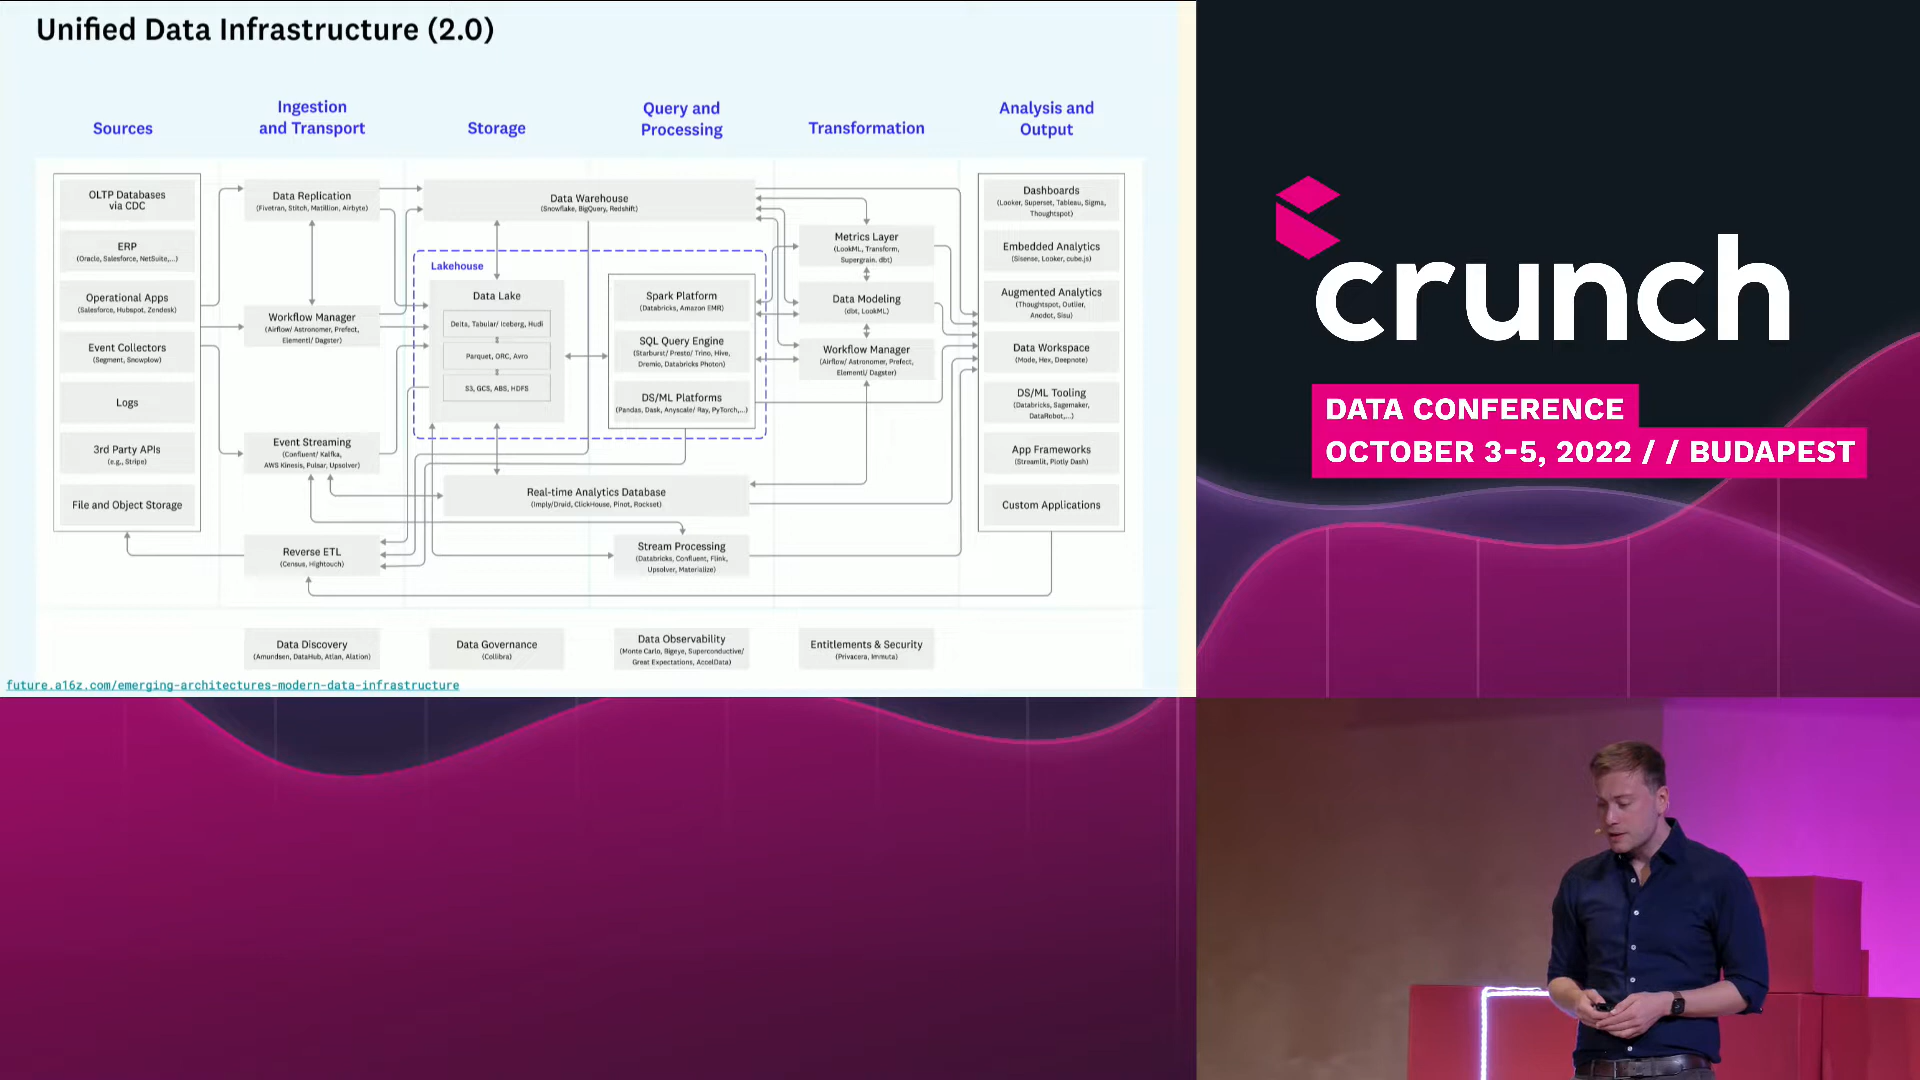 Unified Data Infrastructure (2.0)
Sources
Ingestion
and Transport
Storage
Query and
Processing
Transformation
Analysis and
Output
OLTP Databases
via CDC
ERP
(Oracle, Salesforce, NetSuite,...)
Operational Apps
(Salesforce, Hubspot, Zendesk)
Event Collectors
(Segment, Snowplow)
Logs
3rd Party APIs
(e.g., Stripe)
File and Object Storage
Data Replication
(Fivetran, Stitch, Matillion, Airbyte)
Workflow Manager
(Airflow/ Astronomer, Prefect,
Elementl/ Dagster)
Event Streaming
(Confluent/ Kafka,
AWS Kinesis, Pulsar, Upsolver)
Reverse ETL
(Census, Hightouch)
Data Warehouse
(Snowflake, BigQuery, Redshift)
Lakehouse
Data Lake
Delta, Tabular/ Iceberg, Hudi
Parquet, ORC, Avro
S3, GCS, ABS, HDFS
Spark Platform
(Databricks, Amazon EMR)
SQL Query Engine
(Starburst/ Presto/ Trino, Hive,
Dremio, Databricks Photon)
DS/ML Platforms
(Pandas, Dask, Anyscale/ Ray, PyTorch,...)
Real-time Analytics Database
(Imply/Druid, ClickHouse, Pinot, Rockset)
Stream Processing
(Databricks, Confluent, Flink,
Upsolver, Materialize)
Metrics Layer
(LookML, Transform,
Supergrain, dbt)
Data Modeling
(dbt, LookML)
Workflow Manager
(Airflow/ Astronomer, Prefect,
Elementl/ Dagster)
Dashboards
(Looker, Superset, Tableau, Sigma,
Thoughtspot)
Embedded Analytics
(Sisense, Looker, cube.js)
Augmented Analytics
(Thoughtspot, Outlier,
Anodot, Sisu)
Data Workspace
(Mode, Hex, Deepnote)
DS/ML Tooling
(Databricks, Sagemaker,
DataRobot,...)
App Frameworks
(Streamlit, Plotly Dash)
Custom Applications
Data Discovery
(Amundsen, DataHub, Atlan, Alation)
Data Governance
(Collibra)
Data Observability
(Monte Carlo, Bigeye, Superconductive/
Great Expectations, AccelData)
Entitlements & Security
(Privacera, Immuta)
future.a16z.com/emerging-architectures-modern-data-infrastructure
crunch
DATA CONFERENCE
OCTOBER 3-5, 2022 // BUDAPEST